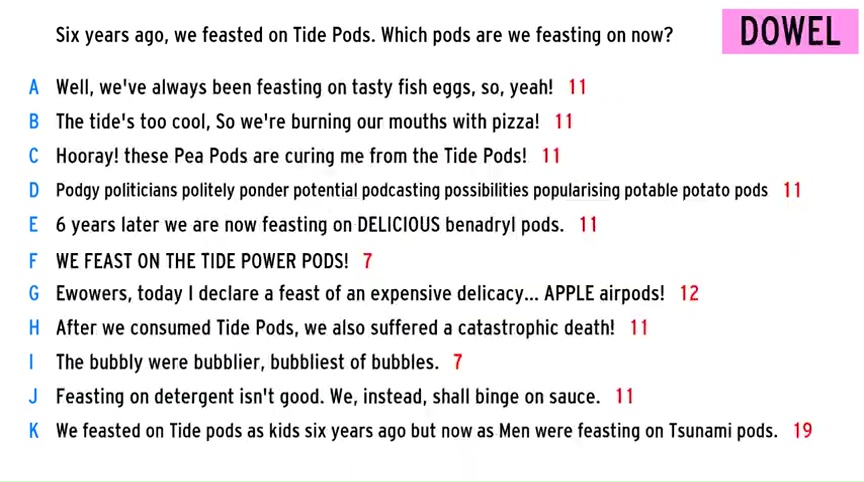 Six years ago, we feasted on Tide Pods. Which pods are we feasting on now?
DOWEL
A Well, we've always been feasting on tasty fish eggs, so, yeah! 11
B The tide's too cool, So we're burning our mouths with pizza! 11
C Hooray! these Pea Pods are curing me from the Tide Pods! 11
D Podgy politicians politely ponder potential podcasting possibilities popularising potable potato pods 11
E 6 years later we are now feasting on DELICIOUS benadryl pods. 11
F WE FEAST ON THE TIDE POWER PODS! 7
G Ewowers, today I declare a feast of an expensive delicacy... APPLE airpods! 12
H After we consumed Tide Pods, we also suffered a catastrophic death! 11
I The bubbly were bubblier, bubbliest of bubbles. 7
J Feasting on detergent isn't good. We, instead, shall binge on sauce. 11
K We feasted on Tide pods as kids six years ago but now as Men were feasting on Tsunami pods. 19